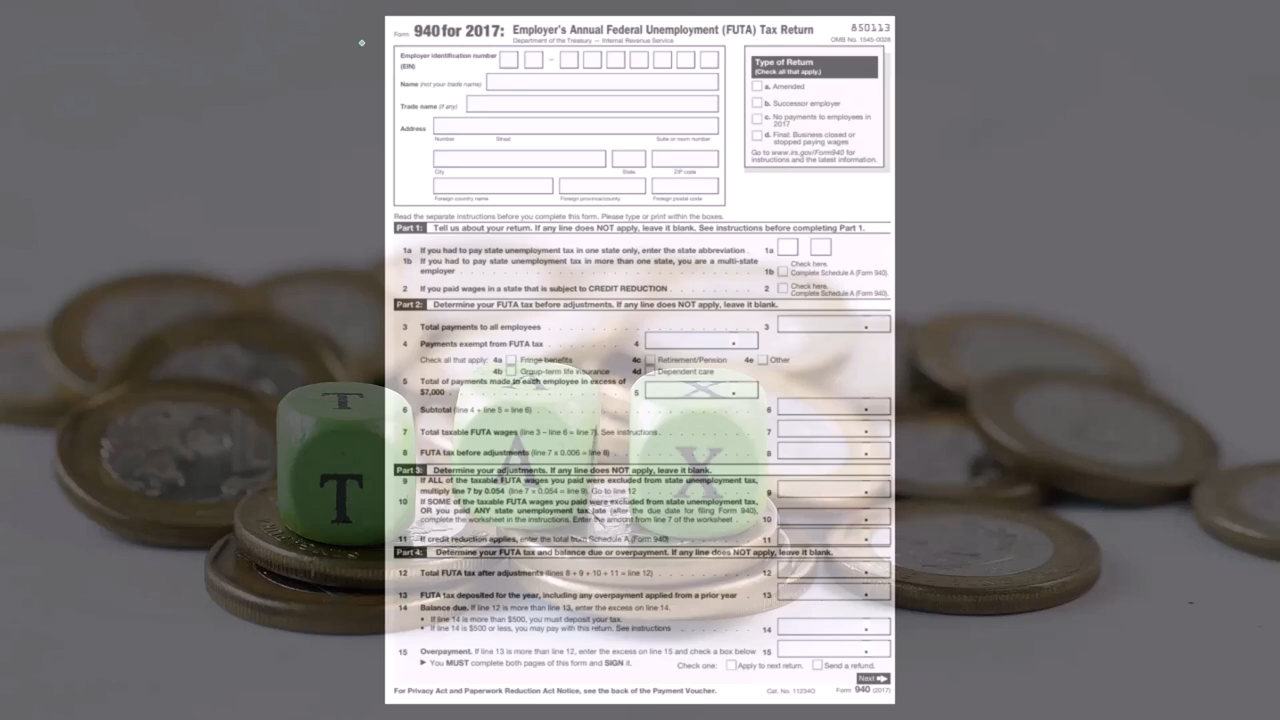 Form 940 for 2017: Employer's Annual Federal Unemployment (FUTA) Tax Return
Department of the Treasury — Internal Revenue Service
850113
OMB No. 1545-0028
Employer identification number
(EIN)
–
Name (not your trade name)
Trade name (if any)
Address
Number Street Suite or room number
City State ZIP code
Foreign country name Foreign province/county Foreign postal code
Type of Return
(Check all that apply.)
a. Amended
b. Successor employer
c. No payments to employees in
2017
d. Final: Business closed or
stopped paying wages
Go to www.irs.gov/Form940 for
instructions and the latest information.
Read the separate instructions before you complete this form. Please type or print within the boxes.
Part 1: Tell us about your return. If any line does NOT apply, leave it blank. See instructions before completing Part 1.
1a If you had to pay state unemployment tax in one state only, enter the state abbreviation . 1a
1b If you had to pay state unemployment tax in more than one state, you are a multi-state
employer . . . . . . . . . . . . 1b Check here.
Complete Schedule A (Form 940).
2 If you paid wages in a state that is subject to CREDIT REDUCTION . . . . . . 2 Check here.
Complete Schedule A (Form 940).
Part 2: Determine your FUTA tax before adjustments. If any line does NOT apply, leave it blank.
3 Total payments to all employees . . . . . . . . . . 3 .
4 Payments exempt from FUTA tax . . . . . 4 .
Check all that apply: 4a Fringe benefits 4c Retirement/Pension 4e Other
4b Group-term life insurance 4d Dependent care
5 Total of payments made to each employee in excess of
$7,000 . . . . . . . . . . 5 .
6 Subtotal (line 4 + line 5 = line 6) . . . . . . . . . . 6 .
7 Total taxable FUTA wages (line 3 – line 6 = line 7). See instructions . . . . . . 7 .
8 FUTA tax before adjustments (line 7 x 0.006 = line 8) . . . . . . . . 8 .
Part 3: Determine your adjustments. If any line does NOT apply, leave it blank.
9 If ALL of the taxable FUTA wages you paid were excluded from state unemployment tax,
multiply line 7 by 0.054 (line 7 x 0.054 = line 9). Go to line 12 . . . . . . 9 .
10 If SOME of the taxable FUTA wages you paid were excluded from state unemployment tax,
OR you paid ANY state unemployment tax late (after the due date for filing Form 940),
complete the worksheet in the instructions. Enter the amount from line 7 of the worksheet . . 10 .
11 If credit reduction applies, enter the total from Schedule A (Form 940) . . . . . 11 .
Part 4: Determine your FUTA tax and balance due or overpayment. If any line does NOT apply, leave it blank.
12 Total FUTA tax after adjustments (lines 8 + 9 + 10 + 11 = line 12) . . . . . . 12 .
13 FUTA tax deposited for the year, including any overpayment applied from a prior year . 13 .
14 Balance due. If line 12 is more than line 13, enter the excess on line 14.
• If line 14 is more than $500, you must deposit your tax.
• If line 14 is $500 or less, you may pay with this return. See instructions . . . . . 14 .
15 Overpayment. If line 13 is more than line 12, enter the excess on line 15 and check a box below 15 .
▶ You MUST complete both pages of this form and SIGN it. Check one: Apply to next return. Send a refund.
Next ➡
For Privacy Act and Paperwork Reduction Act Notice, see the back of the Payment Voucher. Cat. No. 11234O Form 940 (2017)
T A X
T A X